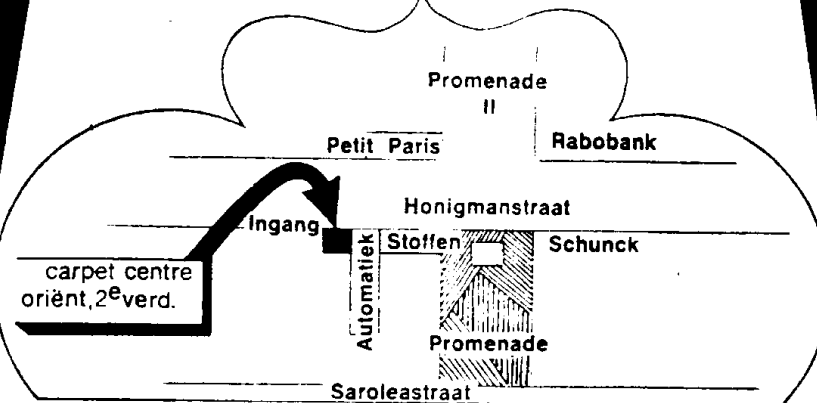 Promenade
II
Petit Paris
Rabobank
Honigmanstraat
Ingang
Automatiek
Stoffen
Schunck
carpet centre
oriënt, 2e verd.
Promenade
Saroleastraat